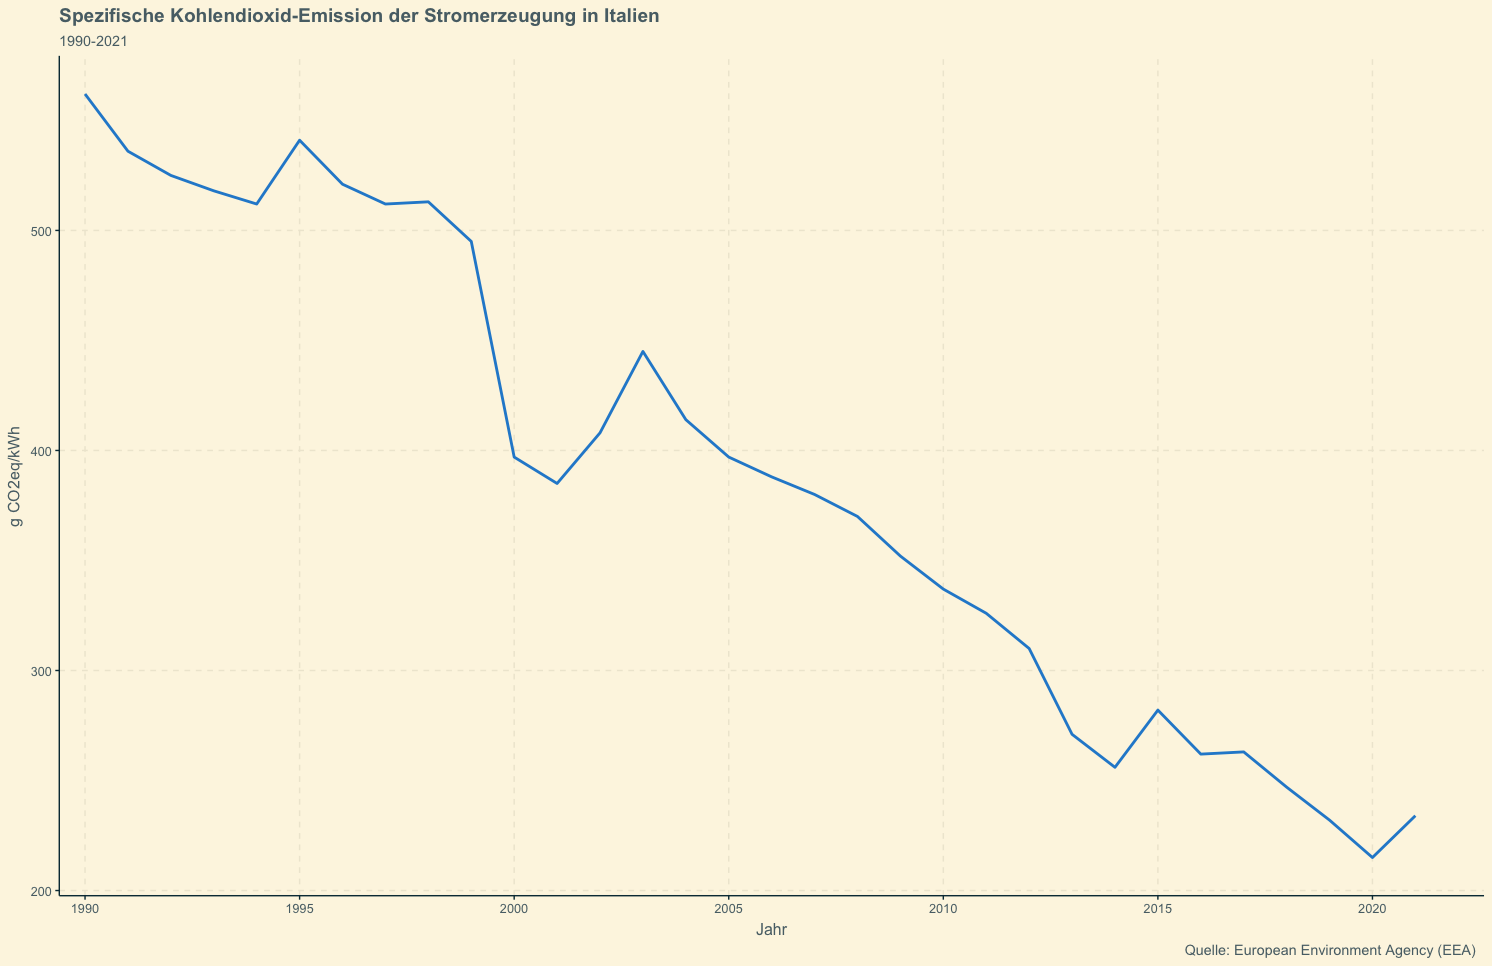 Spezifische Kohlendioxid-Emission der Stromerzeugung in Italien
1990-2021
g CO2eq/kWh
500
400
300
200
1990 1995 2000 2005 2010 2015 2020
Jahr
Quelle: European Environment Agency (EEA)